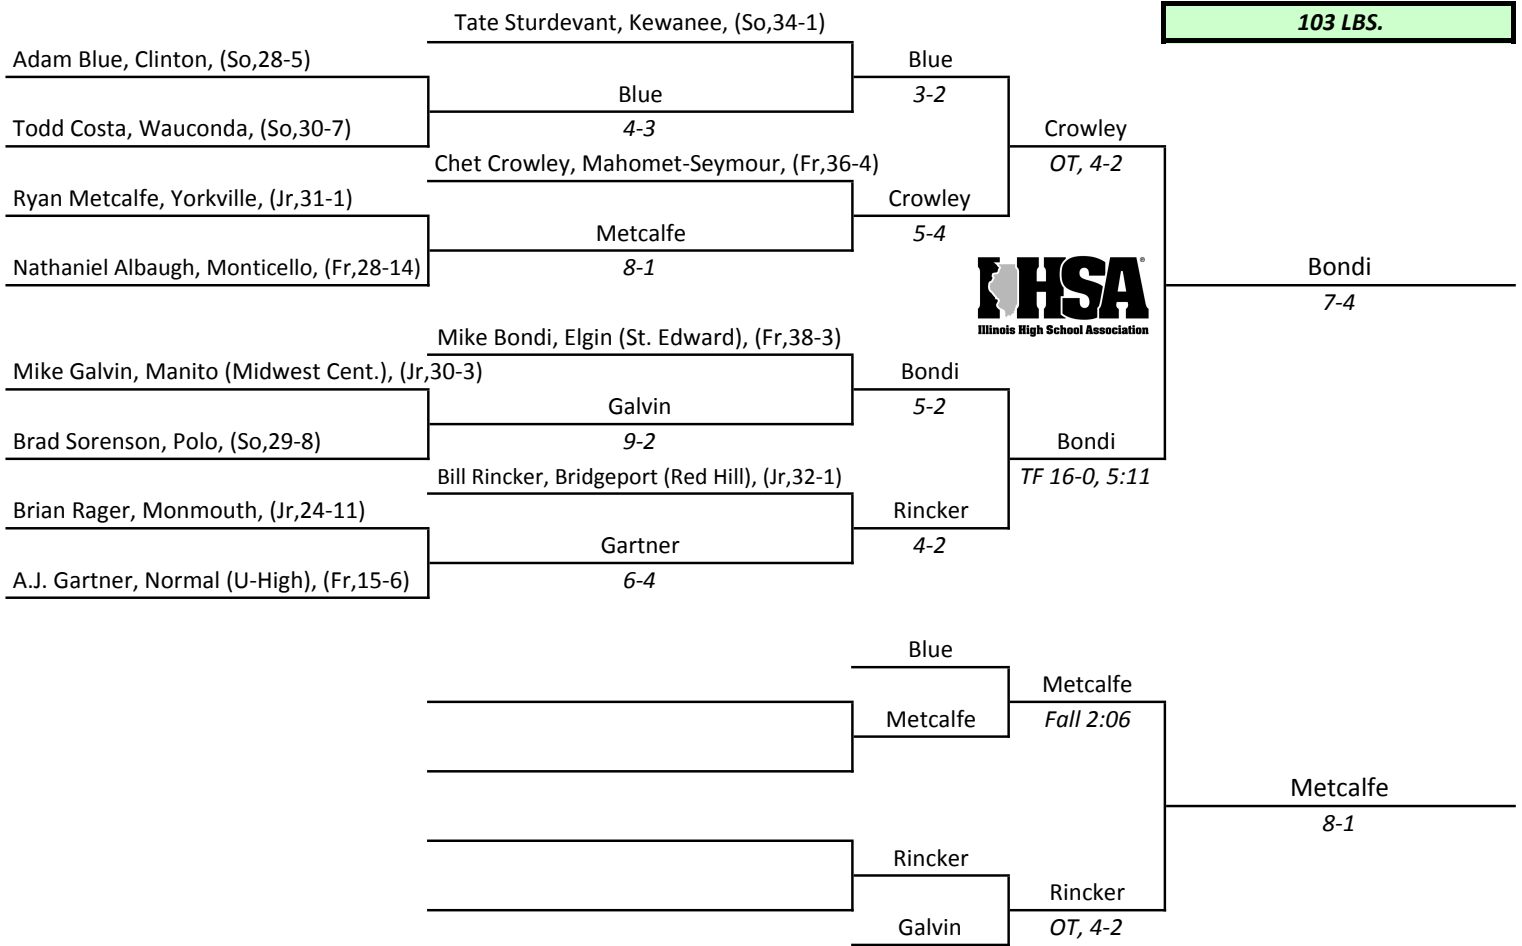 Tate Sturdevant, Kewanee, (So,34-1)
103 LBS.
Adam Blue, Clinton, (So,28-5)
Blue
Blue
3-2
Todd Costa, Wauconda, (So,30-7)
4-3
Crowley
Chet Crowley, Mahomet-Seymour, (Fr,36-4)
OT, 4-2
Ryan Metcalfe, Yorkville, (Jr,31-1)
Crowley
Metcalfe
5-4
Nathaniel Albaugh, Monticello, (Fr,28-14)
8-1
IHSA
®
Illinois High School Association
Bondi
7-4
Mike Bondi, Elgin (St. Edward), (Fr,38-3)
Mike Galvin, Manito (Midwest Cent.), (Jr,30-3)
Bondi
Galvin
5-2
Brad Sorenson, Polo, (So,29-8)
9-2
Bondi
Bill Rincker, Bridgeport (Red Hill), (Jr,32-1)
TF 16-0, 5:11
Brian Rager, Monmouth, (Jr,24-11)
Rincker
Gartner
4-2
A.J. Gartner, Normal (U-High), (Fr,15-6)
6-4
Blue
Metcalfe
Metcalfe
Fall 2:06
Metcalfe
8-1
Rincker
Rincker
Galvin
OT, 4-2